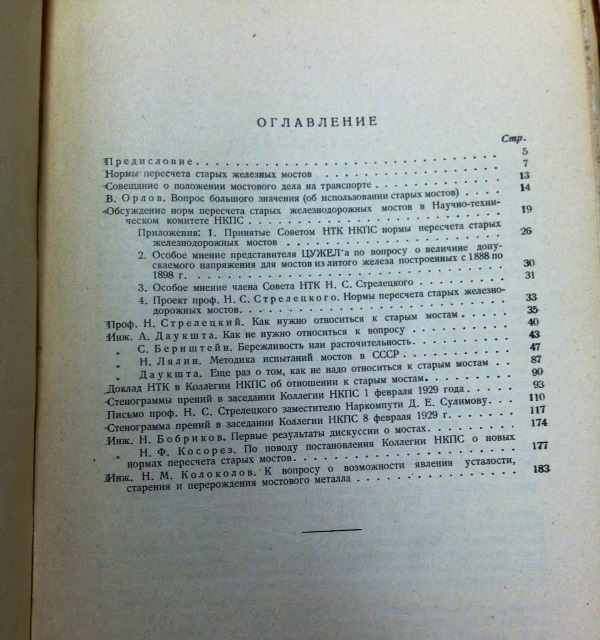 ОГЛАВЛЕНИЕ
Стр.
Предисловие . . . 5
Нормы пересчета старых железных мостов . . . 7
Совещание о положении мостового дела на транспорте . . . 13
В. Орлов. Вопрос большого значения (об использовании старых мостов) . . . 14
Обсуждение норм пересчета старых железнодорожных мостов в Научно-техни-
ческом комитете НКПС . . . 19
Приложения: 1. Принятые Советом НТК НКПС нормы пересчета старых
железнодорожных мостов . . . 26
2. Особое мнение представителя ЦУЖЕЛ'а по вопросу о величине допу-
скаемого напряжения для мостов из литого железа построенных с 1888 по
1898 г. . . . 30
3. Особое мнение члена Совета НТК Н. С. Стрелецкого . . . 31
4. Проект проф. Н. С. Стрелецкого. Нормы пересчета старых железно-
дорожных мостов. . . . 33
Проф. Н. Стрелецкий. Как нужно относиться к старым мостам . . . 35
Инж. А. Даукшта. Как не нужно относиться к вопросу . . . 40
„ С. Бернштейн. Бережливость или расточительность. . . . 43
„ Н. Лялин. Методика испытаний мостов в СССР . . . 47
„ Даукшта. Еще раз о том, как не надо относиться к старым мостам . . . 87
Доклад НТК в Коллегии НКПС об отношении к старым мостам. . . . 90
Стенограммы прений в заседании Коллегии НКПС 1 февраля 1929 года . . . 93
Письмо проф. Н. С. Стрелецкого заместителю Наркомпути Д. Е. Сулимову. . . . 110
Стенограмма прений в заседании Коллегии НКПС 8 февраля 1929 г. . . . 117
Инж. Н. Бобриков. Первые результаты дискуссии о мостах. . . . 174
„ Н. Ф. Косорез. По поводу постановления Коллегии НКПС о новых
нормах пересчета старых мостов. . . . 177
Инж. Н. М. Колоколов. К вопросу о возможности явления усталости,
старения и перерождения мостового металла . . . 183